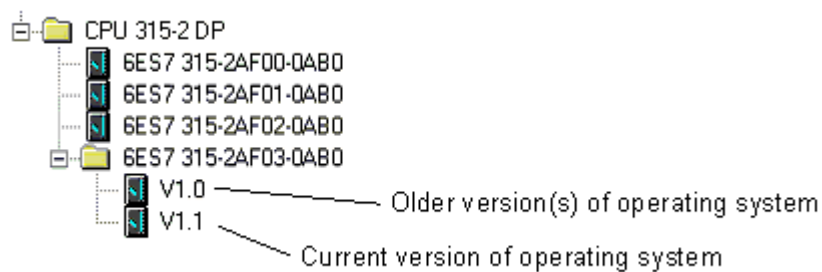 CPU 315-2 DP
6ES7 315-2AF00-0AB0
6ES7 315-2AF01-0AB0
6ES7 315-2AF02-0AB0
6ES7 315-2AF03-0AB0
V1.0
Older version(s) of operating system
V1.1
Current version of operating system